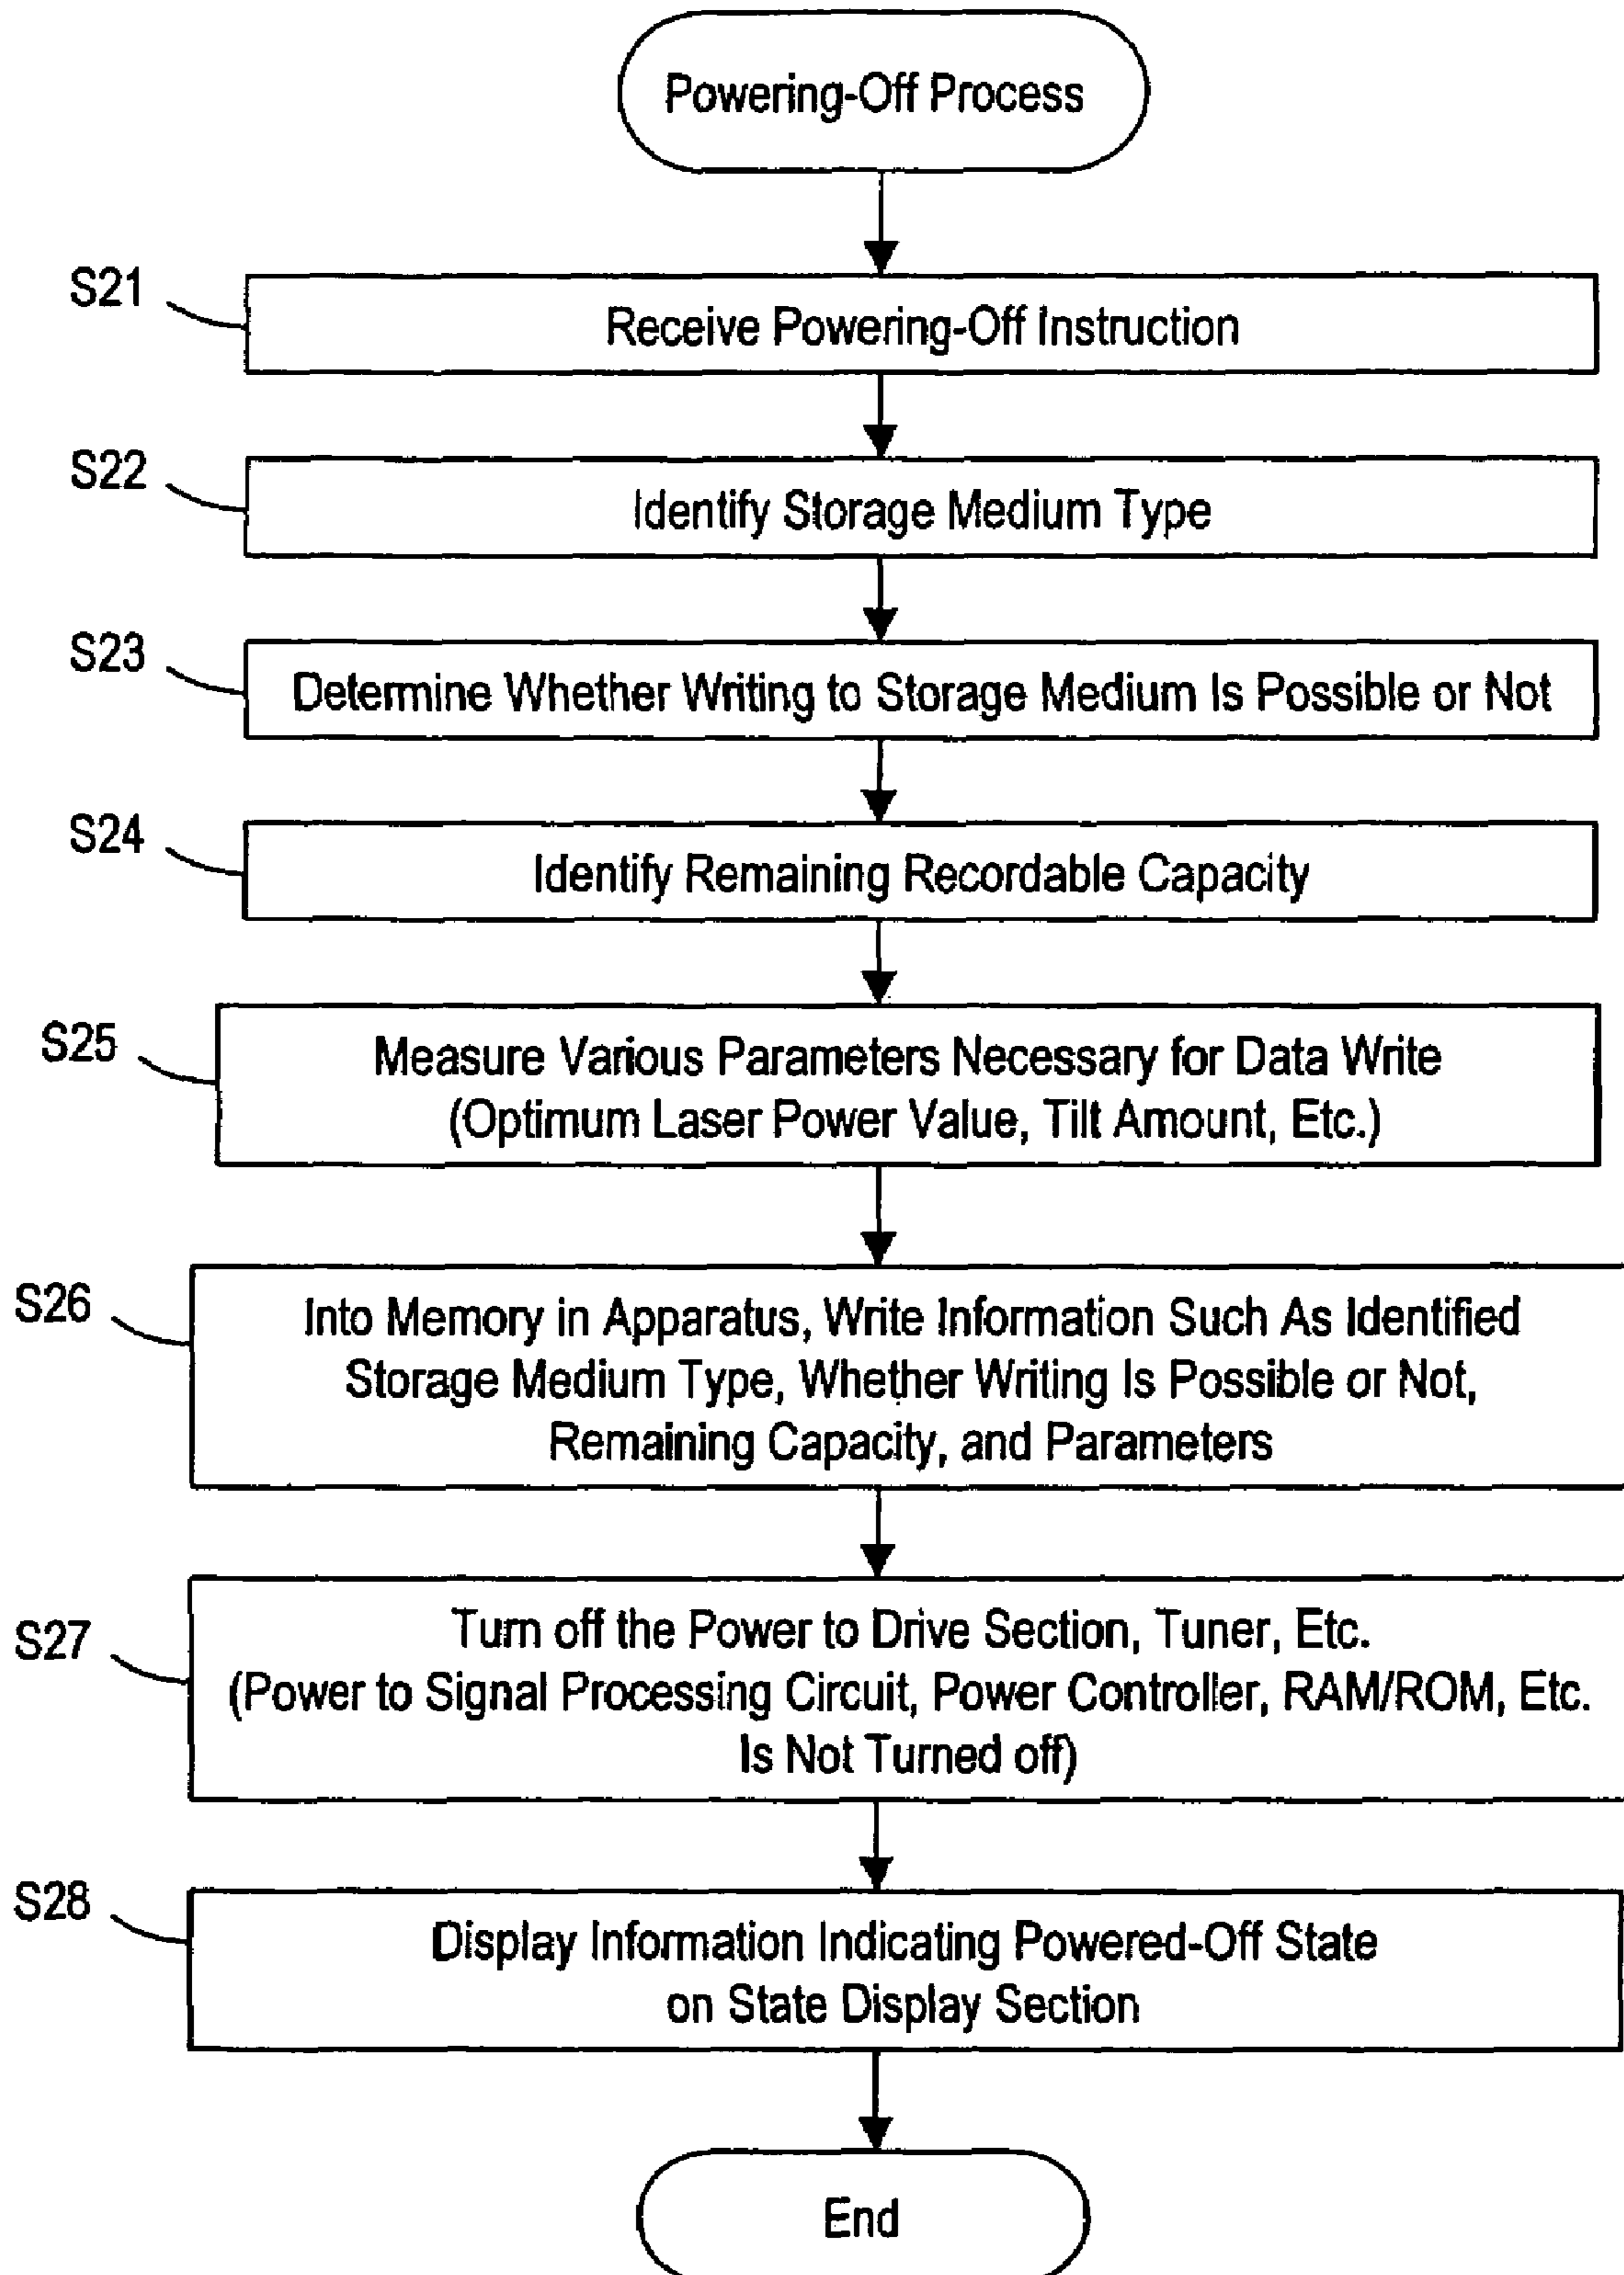 Powering-Off Process
S21
Receive Powering-Off Instruction
S22
Identify Storage Medium Type
S23
Determine Whether Writing to Storage Medium Is Possible or Not
S24
Identify Remaining Recordable Capacity
S25
Measure Various Parameters Necessary for Data Write
(Optimum Laser Power Value, Tilt Amount, Etc.)
S26
Into Memory in Apparatus, Write Information Such As Identified
Storage Medium Type, Whether Writing Is Possible or Not,
Remaining Capacity, and Parameters
S27
Turn off the Power to Drive Section, Tuner, Etc.
(Power to Signal Processing Circuit, Power Controller, RAM/ROM, Etc.
Is Not Turned off)
S28
Display Information Indicating Powered-Off State
on State Display Section
End